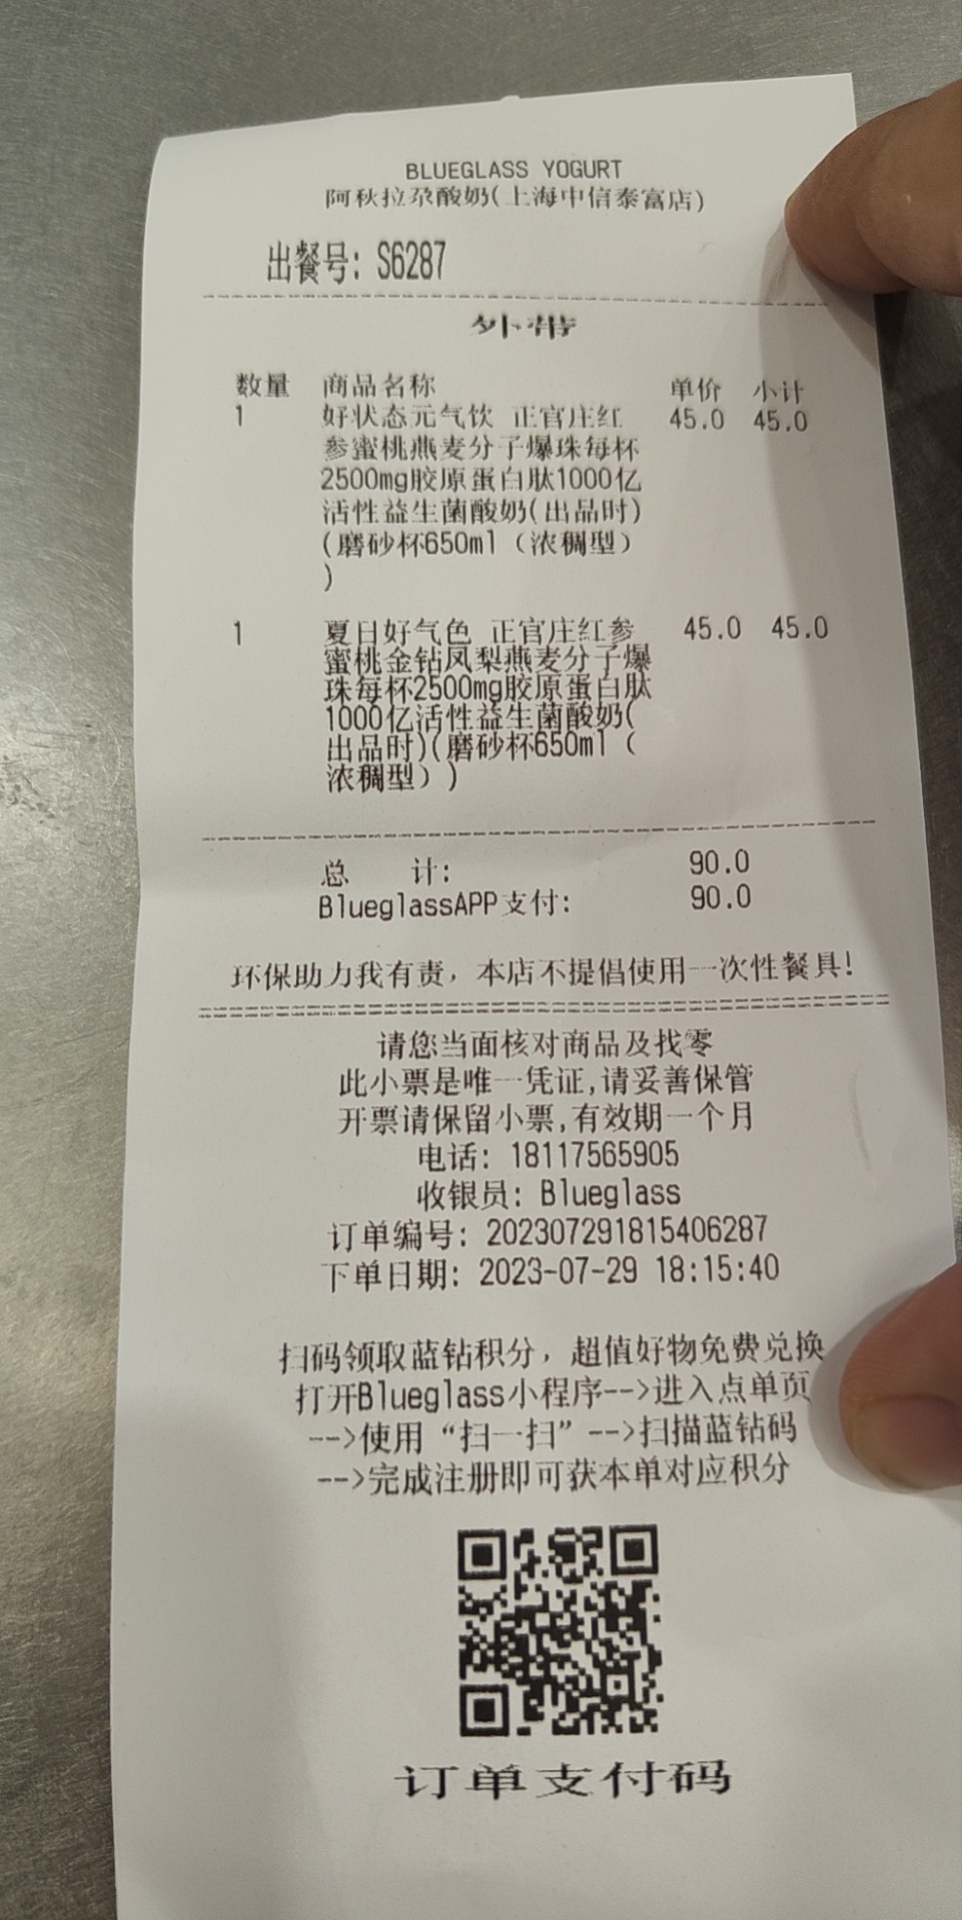 BLUEGLASS YOGURT
阿秋拉尕酸奶(上海中信泰富店)
出餐号: S6287
外带
数量 商品名称 单价 小计
1 好状态元气饮 正官庄红 45.0 45.0
参蜜桃燕麦分子爆珠每杯
2500mg胶原蛋白肽1000亿
活性益生菌酸奶(出品时)
(磨砂杯650ml（浓稠型）
)
1 夏日好气色 正官庄红参 45.0 45.0
蜜桃金钻凤梨燕麦分子爆
珠每杯2500mg胶原蛋白肽
1000亿活性益生菌酸奶(
出品时)(磨砂杯650ml（
浓稠型）)
总 计: 90.0
BlueglassAPP支付: 90.0
环保助力我有责，本店不提倡使用一次性餐具!
请您当面核对商品及找零
此小票是唯一凭证,请妥善保管
开票请保留小票,有效期一个月
电话: 18117565905
收银员: Blueglass
订单编号: 202307291815406287
下单日期: 2023-07-29 18:15:40
扫码领取蓝钻积分，超值好物免费兑换
打开Blueglass小程序-->进入点单页
-->使用“扫一扫”-->扫描蓝钻码
-->完成注册即可获本单对应积分
订单支付码